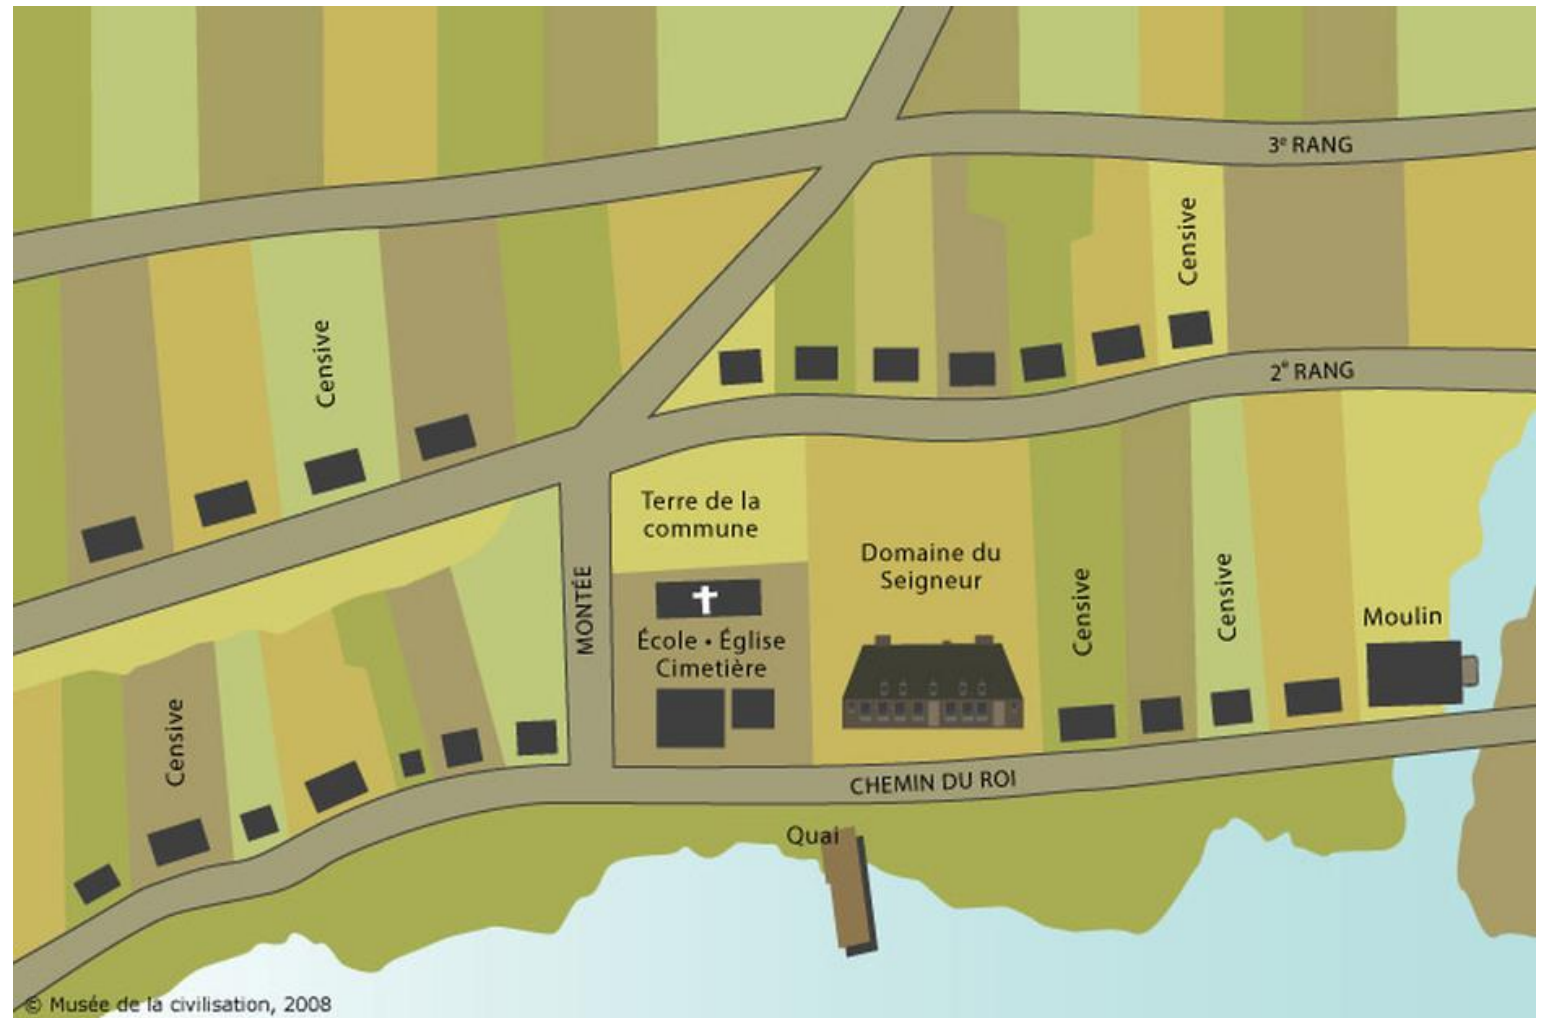 3e RANG
Censive
Censive
2e RANG
Terre de la
commune
Domaine du
Seigneur
MONTÉE
Censive
Censive
Moulin
École • Église
Cimetière
Censive
CHEMIN DU ROI
Quai
© Musée de la civilisation, 2008